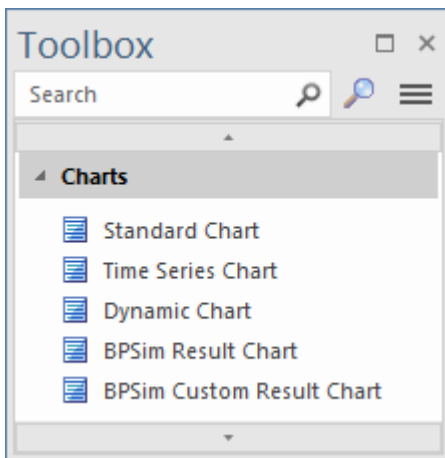 Toolbox
Search
Charts
Standard Chart
Time Series Chart
Dynamic Chart
BPSim Result Chart
BPSim Custom Result Chart